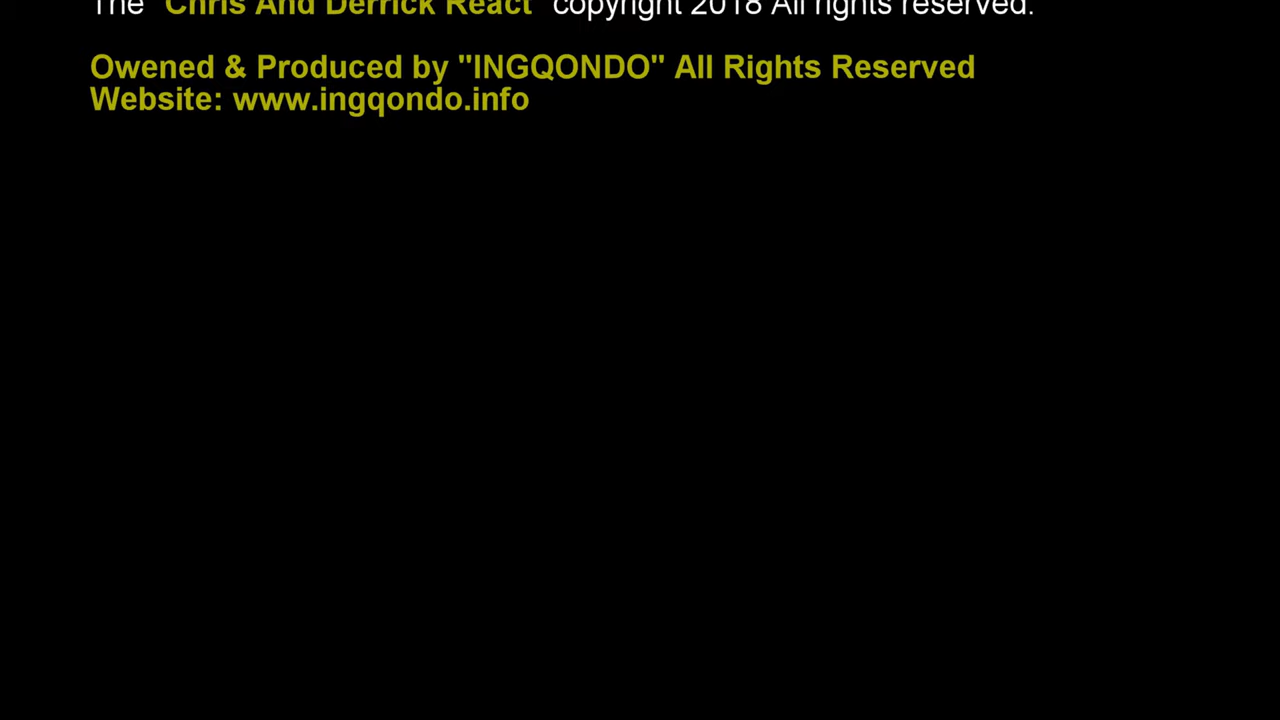 The "Chris And Derrick React" copyright 2018 All rights reserved.
Owened & Produced by "INGQONDO" All Rights Reserved
Website: www.ingqondo.info